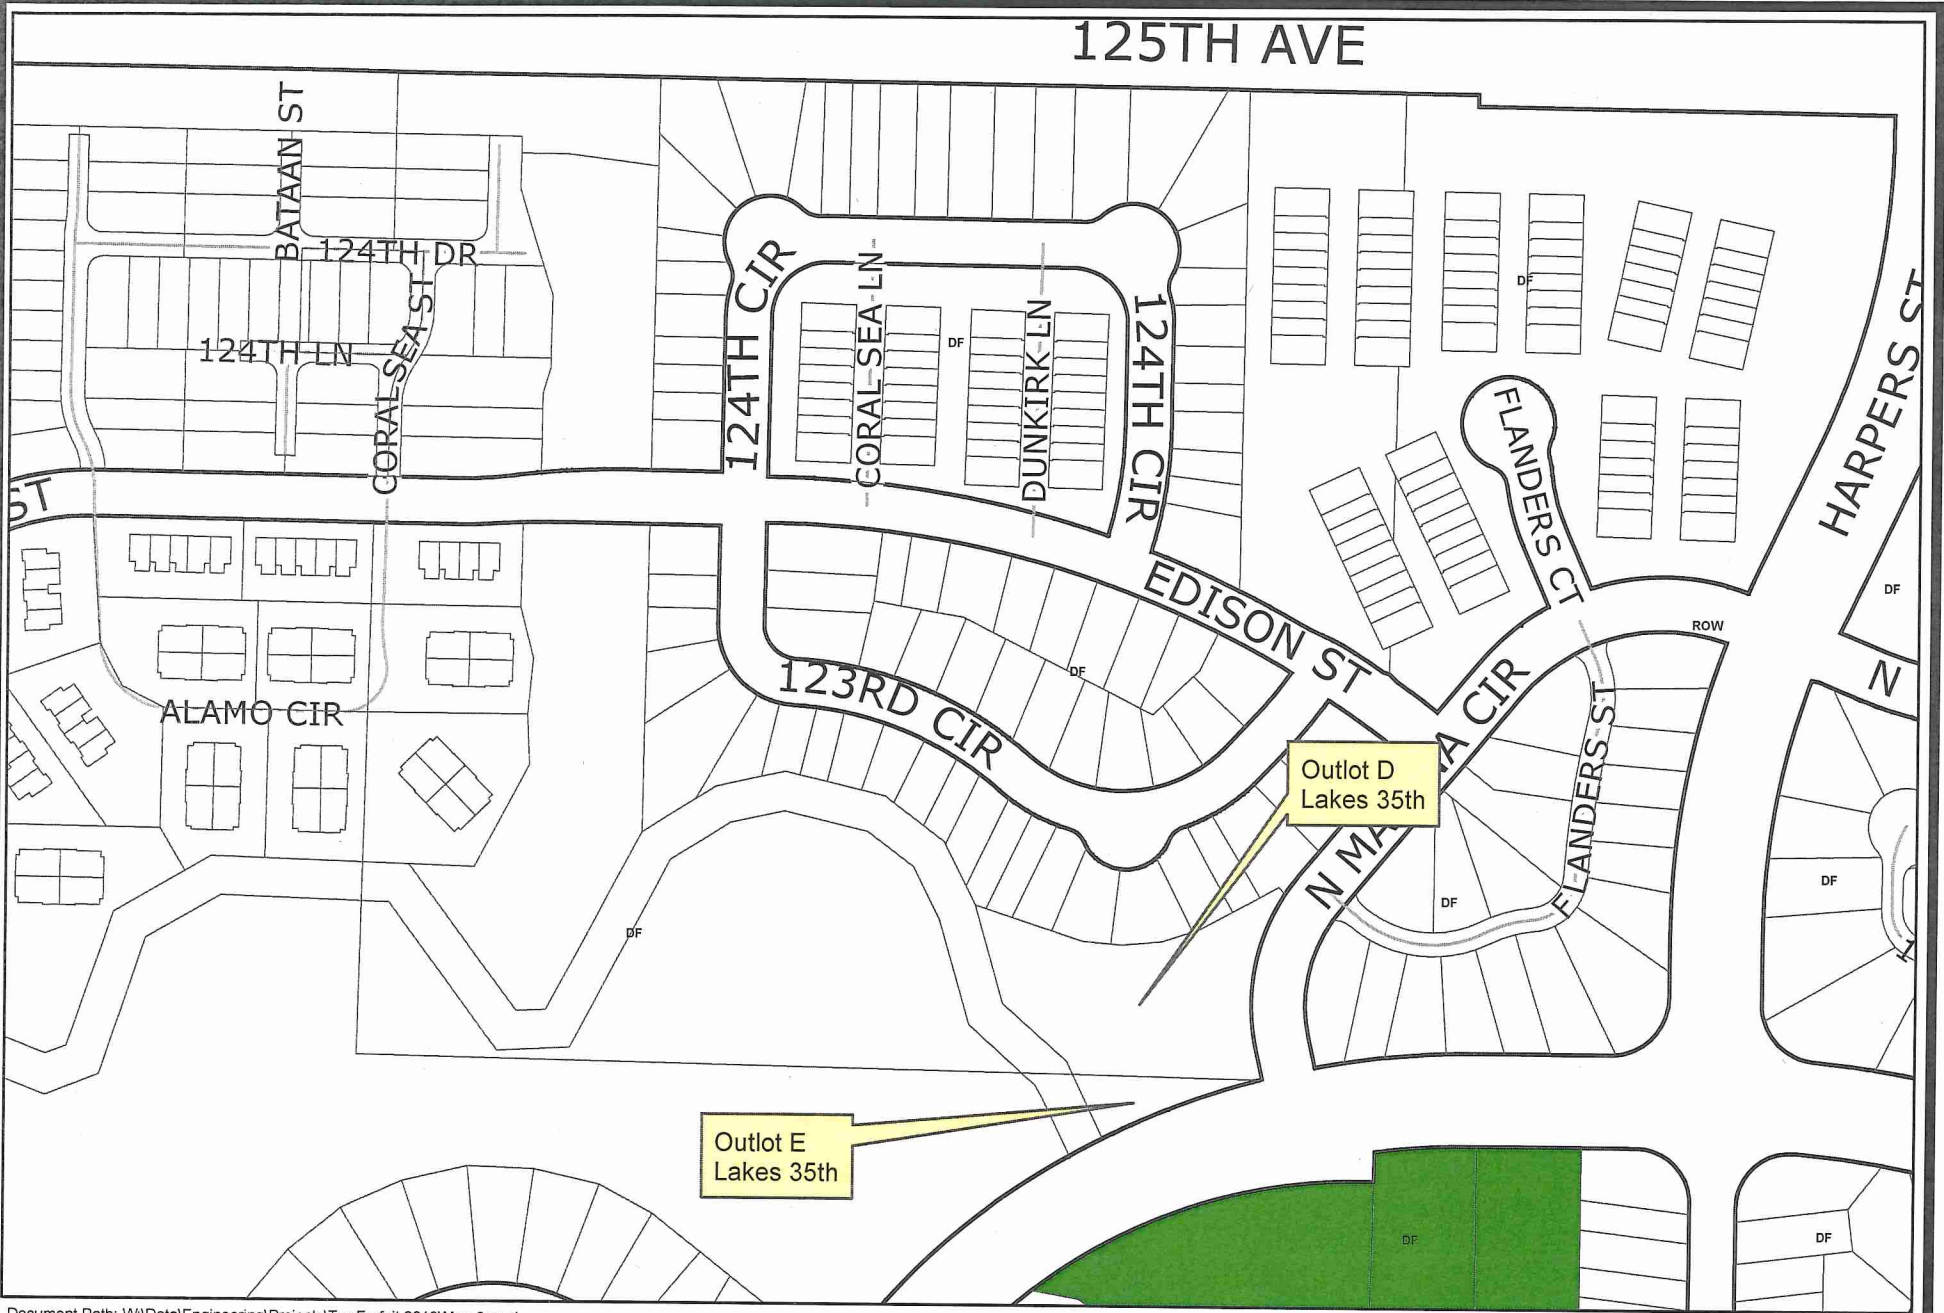 125TH AVE
BATAAN ST
124TH DR
CORAL SEA ST
124TH LN
124TH CIR
CORAL SEA LN
DF
DUNKIRK LN
124TH CIR
DF
FLANDERS CT
HARPERS ST
ST
DF
EDISON ST
ROW
DF
N
123RD CIR
ALAMO CIR
Outlot D
Lakes 35th
N MA
A CIR
FLANDERS ST
DF
DF
DF
Outlot E
Lakes 35th
DF
DF